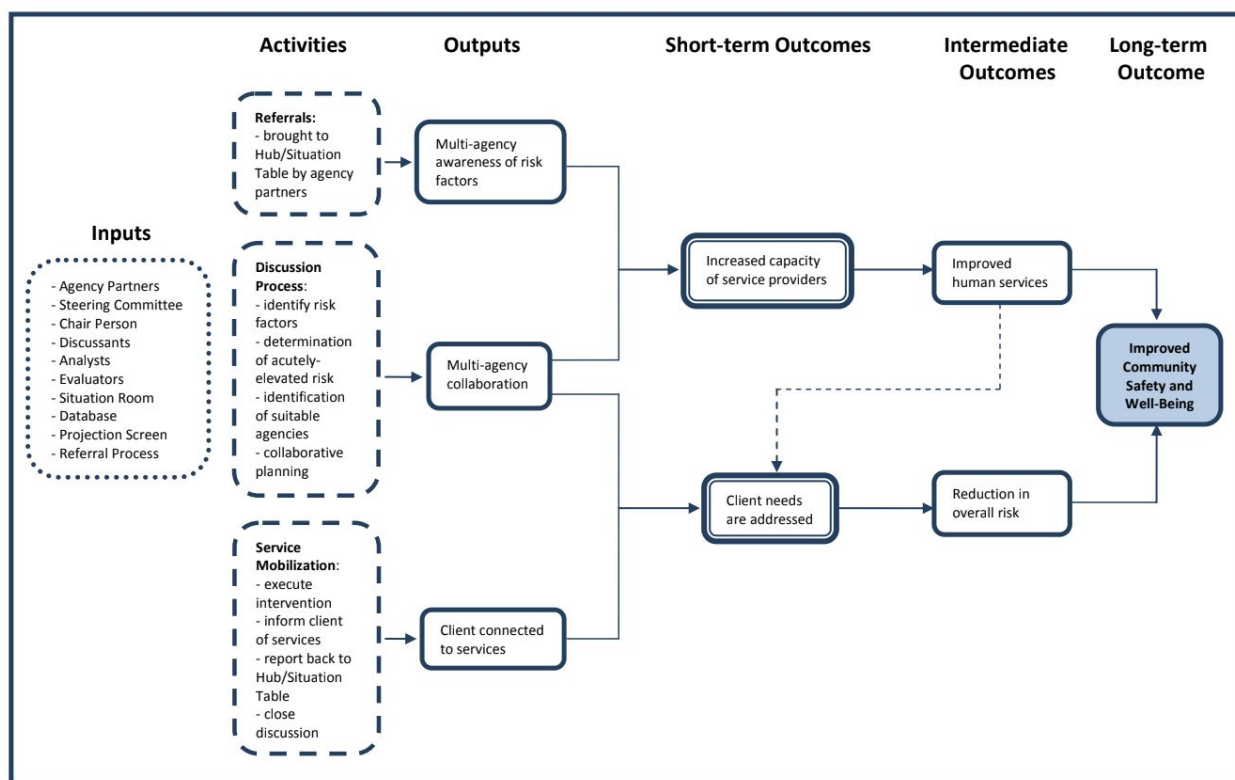 Activities
Outputs
Short-term Outcomes
Intermediate
Outcomes
Long-term
Outcome
Inputs
- Agency Partners
- Steering Committee
- Chair Person
- Discussants
- Analysts
- Evaluators
- Situation Room
- Database
- Projection Screen
- Referral Process
Referrals:
- brought to
Hub/Situation
Table by agency
partners
Discussion
Process:
- identify risk
factors
- determination
of acutely-
elevated risk
- identification
of suitable
agencies
- collaborative
planning
Service
Mobilization:
- execute
intervention
- inform client
of services
- report back to
Hub/Situation
Table
- close
discussion
Multi-agency
awareness of risk
factors
Multi-agency
collaboration
Client connected
to services
Increased capacity
of service providers
Client needs
are addressed
Improved
human services
Reduction in
overall risk
Improved
Community
Safety and
Well-Being